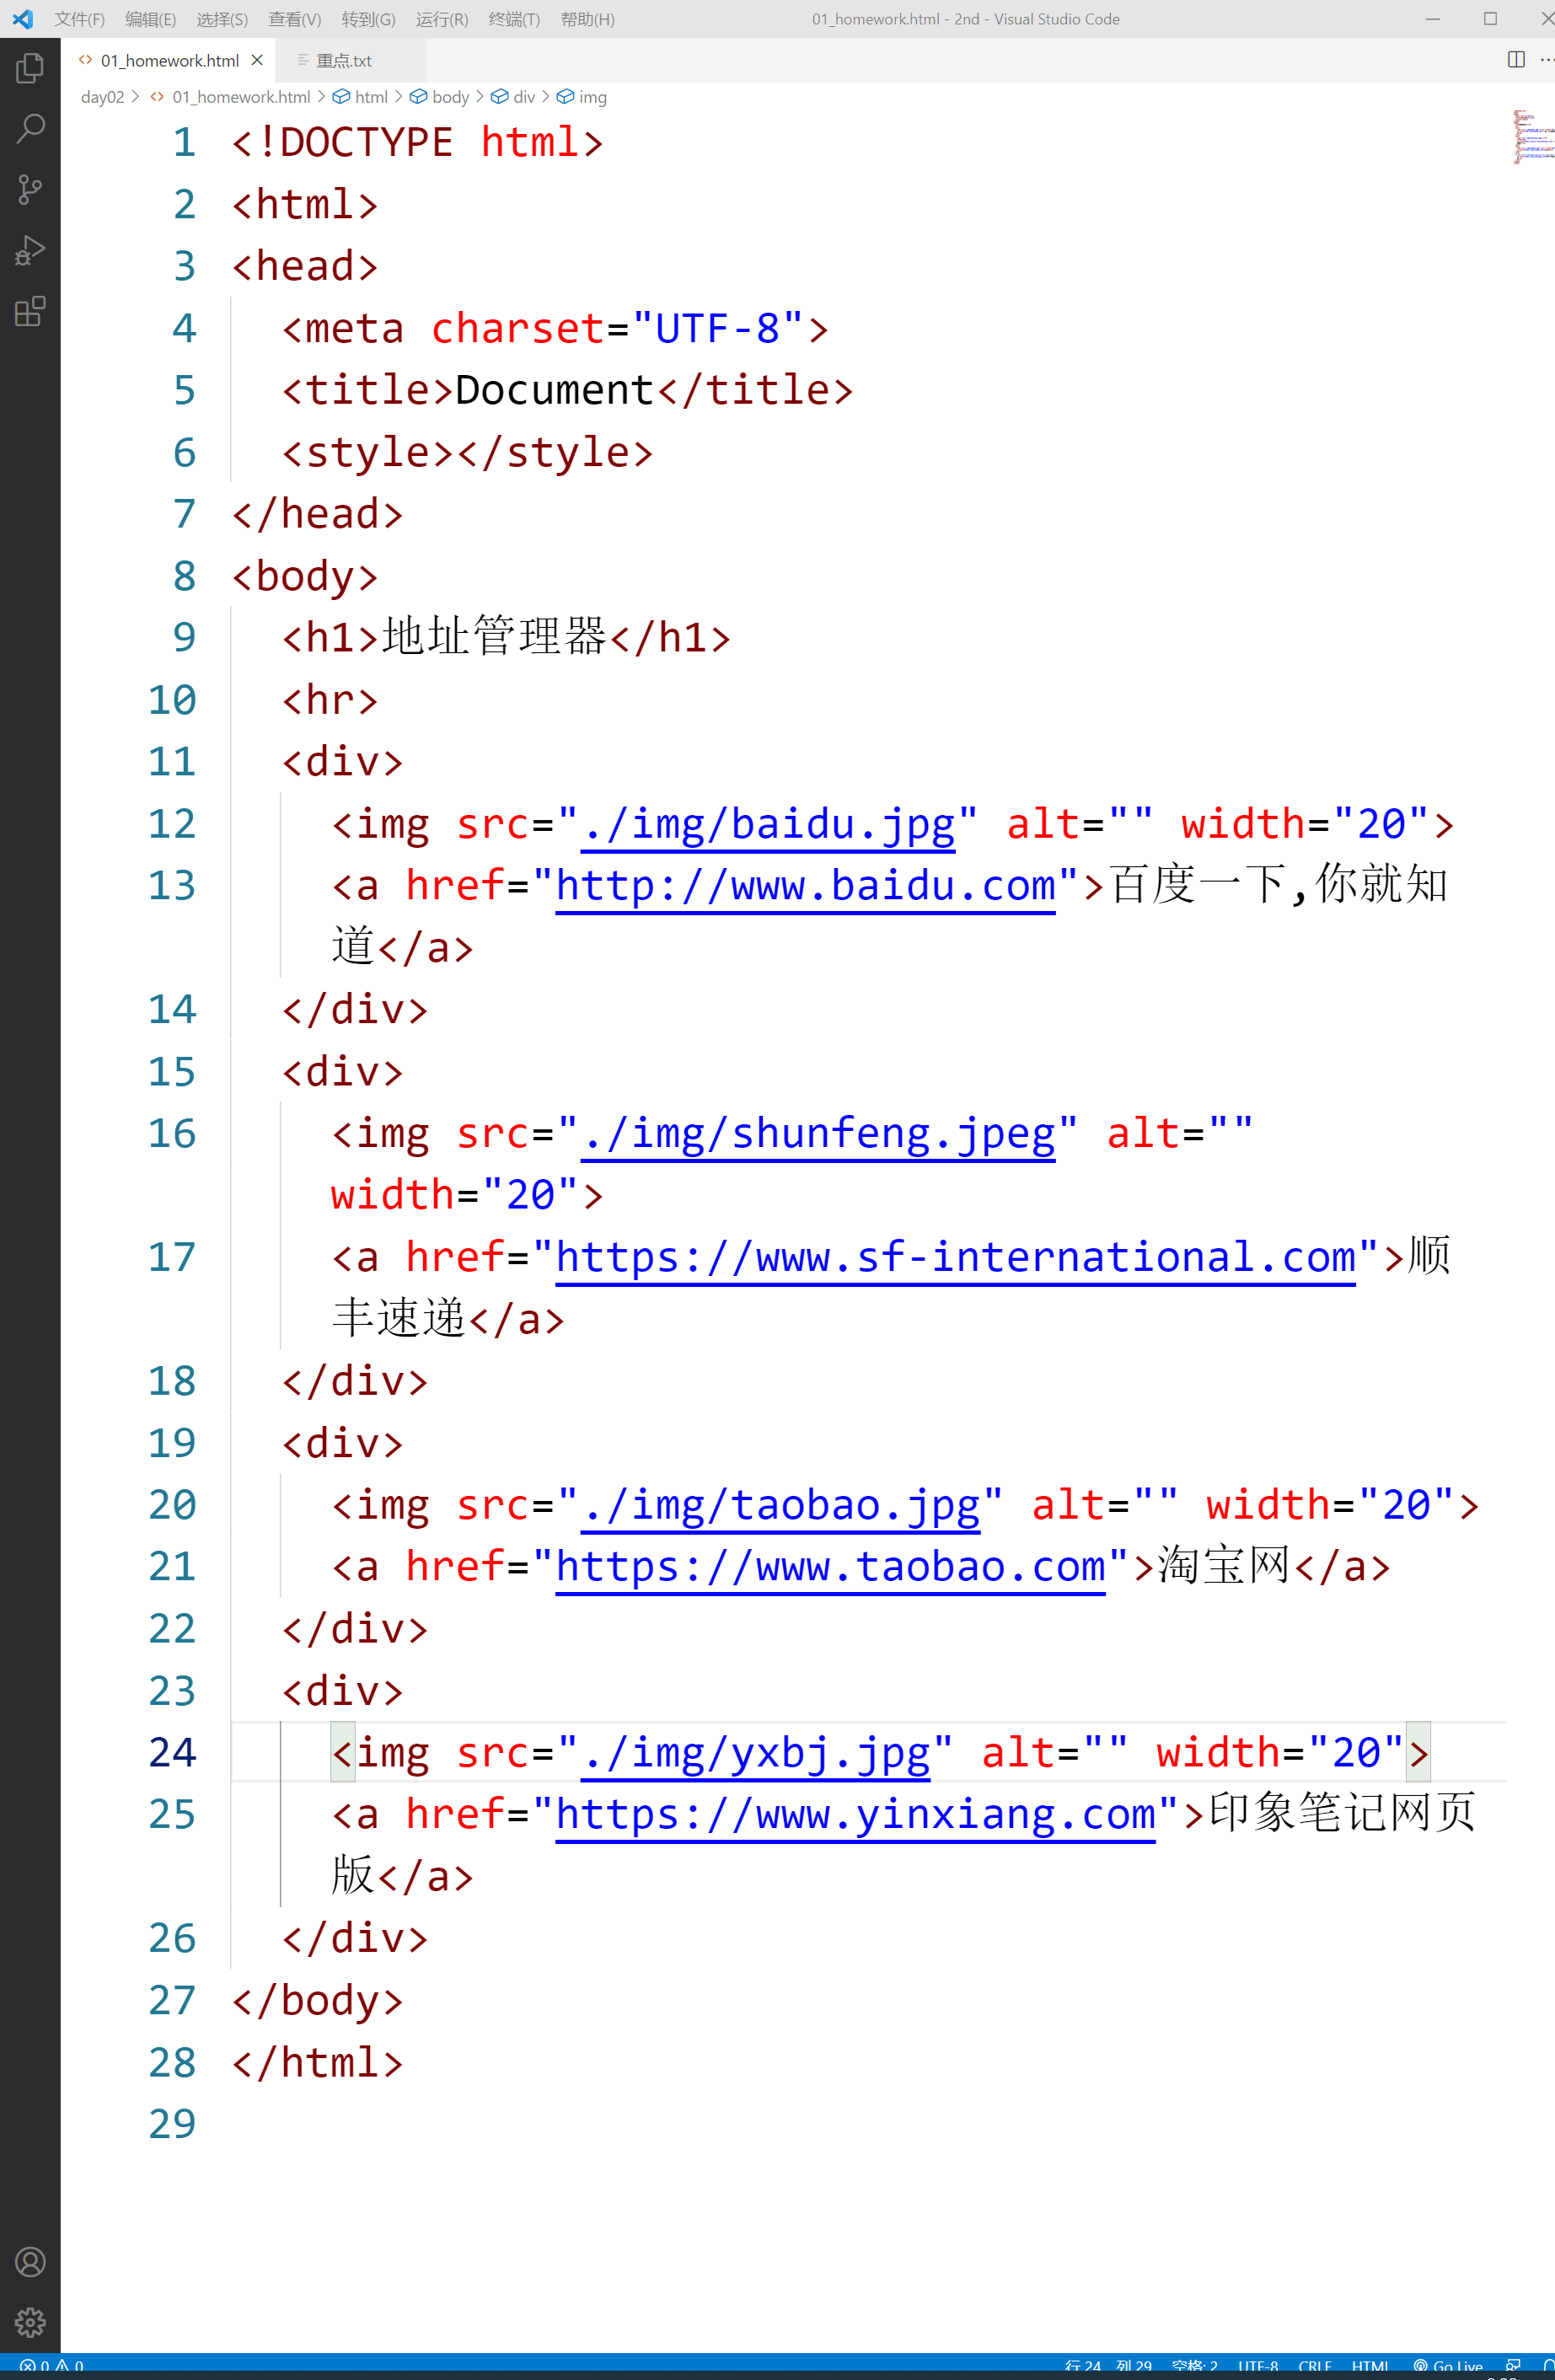 文件(F) 编辑(E) 选择(S) 查看(V) 转到(G) 运行(R) 终端(T) 帮助(H) 01_homework.html - 2nd - Visual Studio Code
01_homework.html 重点.txt
day02 > 01_homework.html > html > body > div > img
1 <!DOCTYPE html>
2 <html>
3 <head>
4 <meta charset="UTF-8">
5 <title>Document</title>
6 <style></style>
7 </head>
8 <body>
9 <h1>地址管理器</h1>
10 <hr>
11 <div>
12 <img src="./img/baidu.jpg" alt="" width="20">
13 <a href="http://www.baidu.com">百度一下,你就知
道</a>
14 </div>
15 <div>
16 <img src="./img/shunfeng.jpeg" alt=""
width="20">
17 <a href="https://www.sf-international.com">顺
丰速递</a>
18 </div>
19 <div>
20 <img src="./img/taobao.jpg" alt="" width="20">
21 <a href="https://www.taobao.com">淘宝网</a>
22 </div>
23 <div>
24 <img src="./img/yxbj.jpg" alt="" width="20">
25 <a href="https://www.yinxiang.com">印象笔记网页
版</a>
26 </div>
27 </body>
28 </html>
29
0 0 行 24 列 29 空格: 2 UTF-8 CRLF HTML Go Live